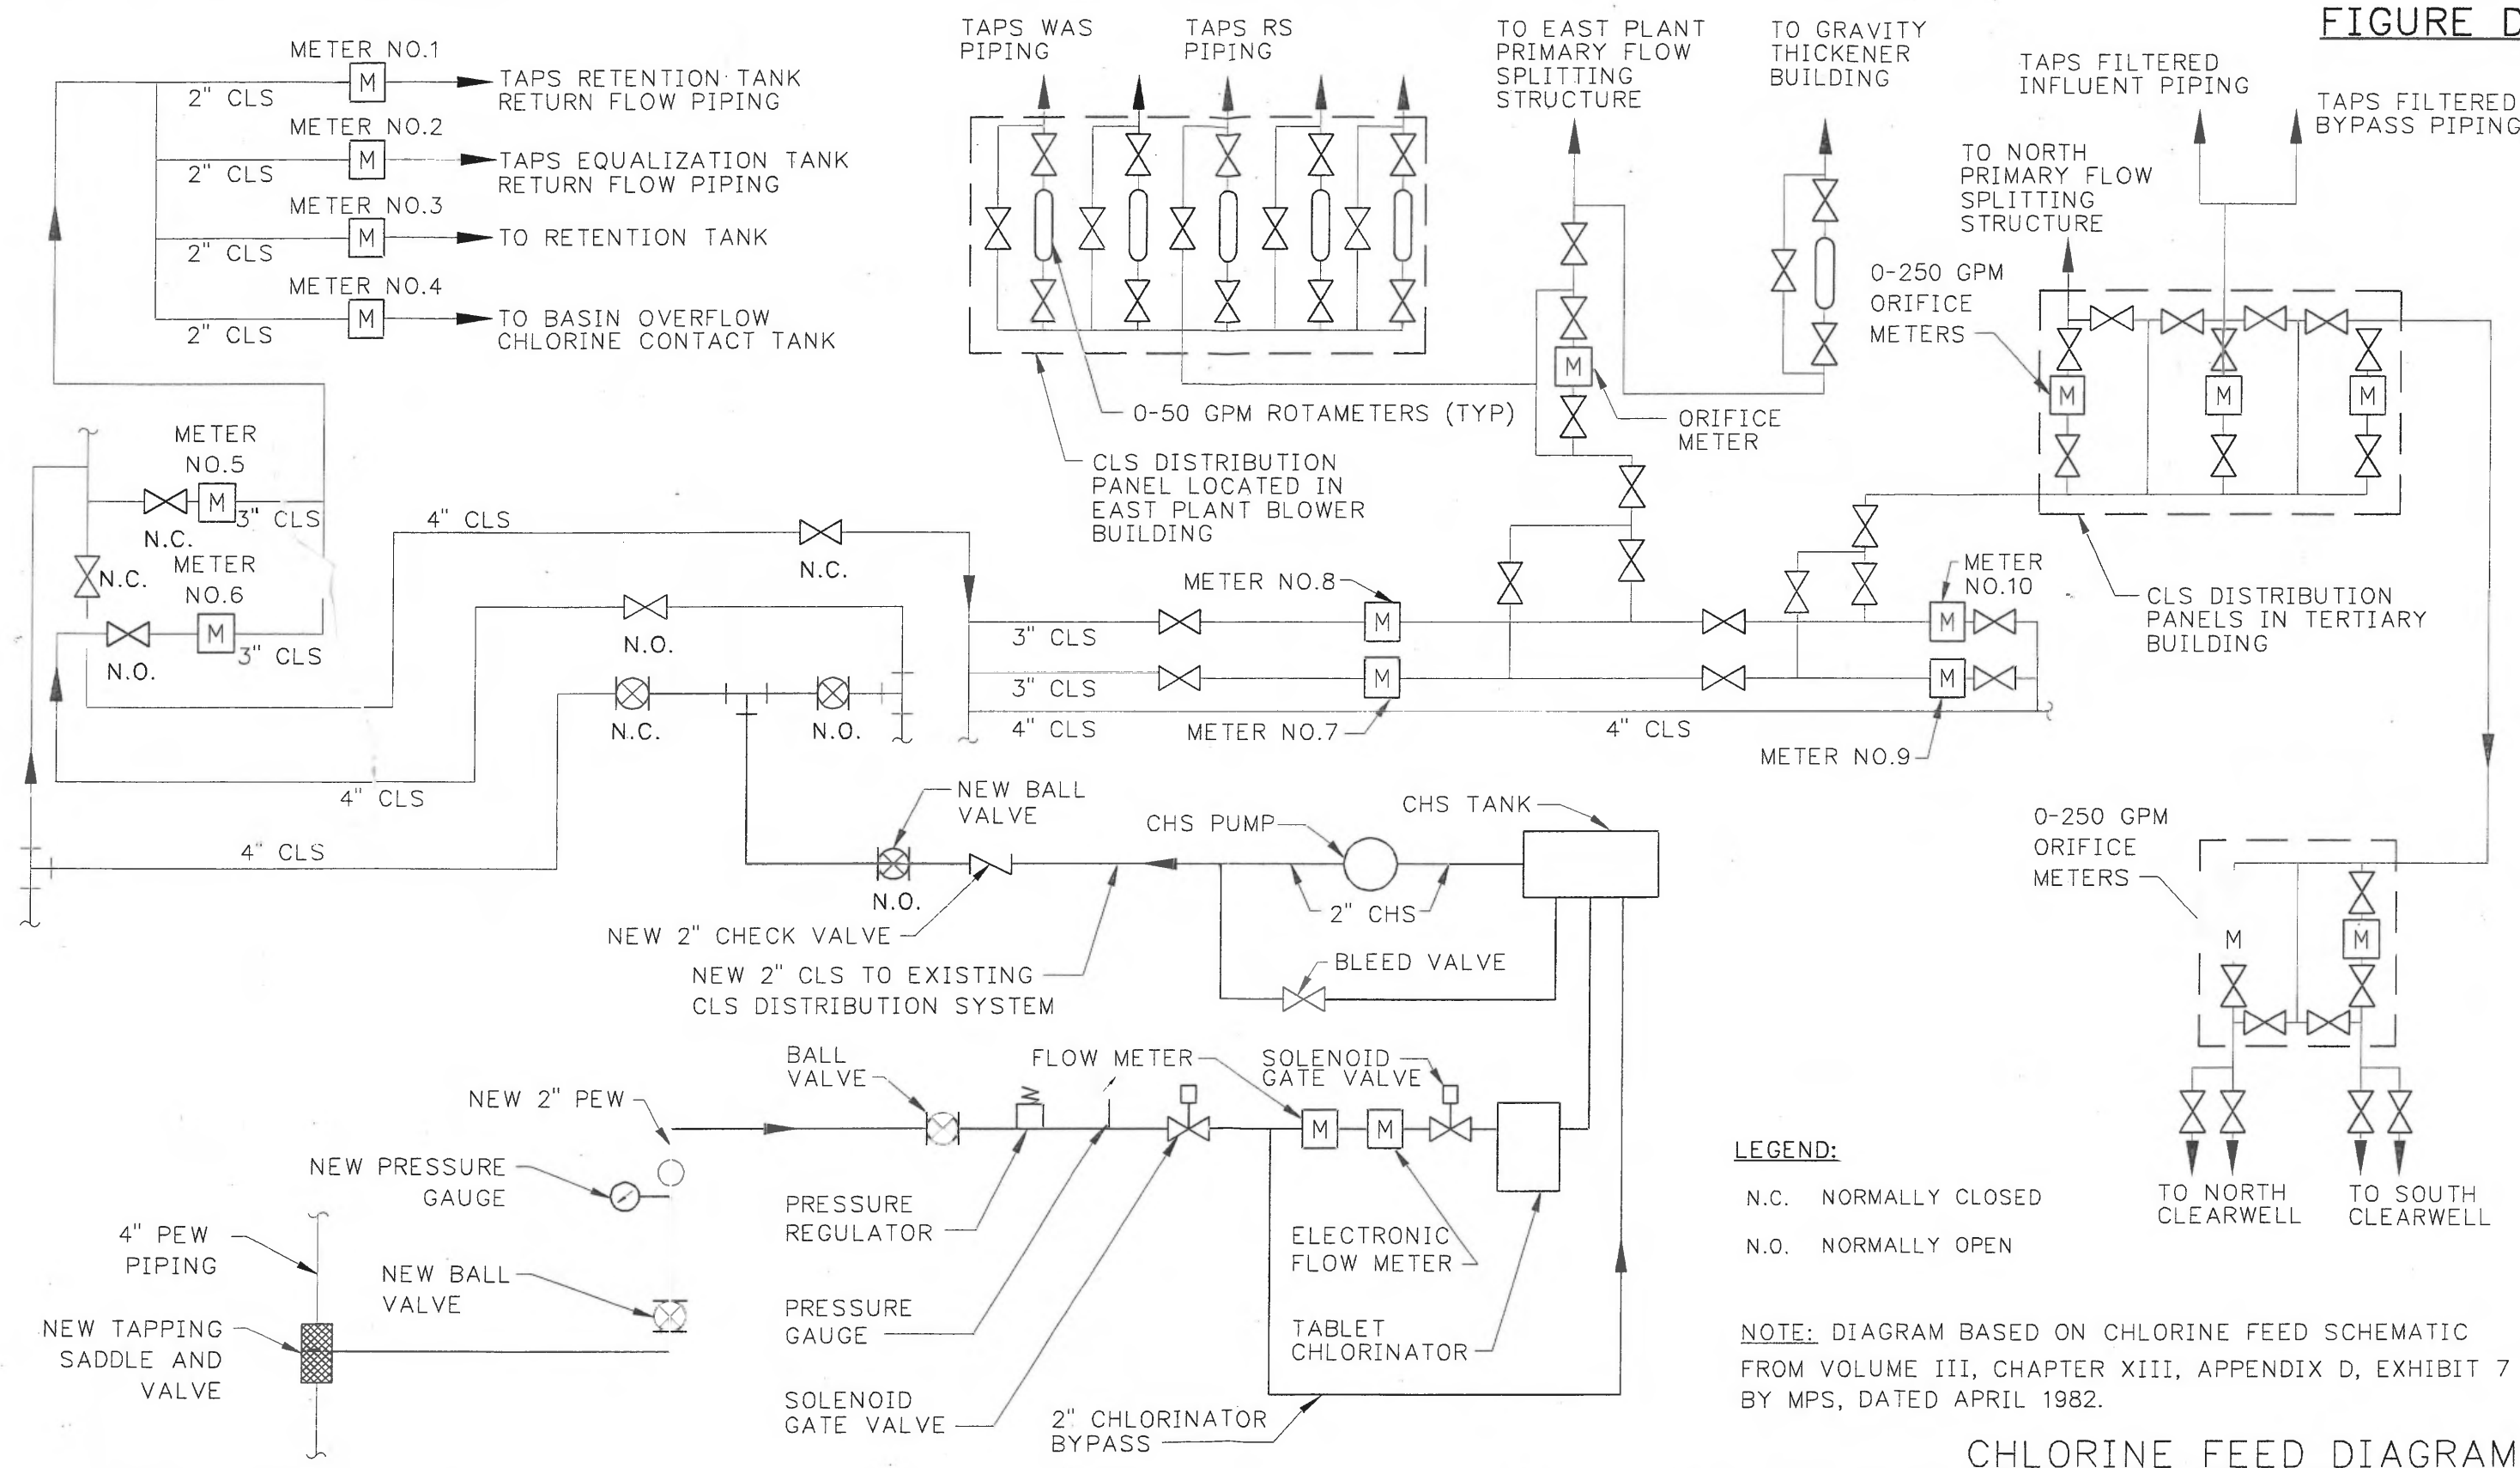 FIGURE D
METER NO.1
M
2" CLS
TAPS RETENTION TANK
RETURN FLOW PIPING
METER NO.2
M
2" CLS
TAPS EQUALIZATION TANK
RETURN FLOW PIPING
METER NO.3
M
2" CLS
TO RETENTION TANK
METER NO.4
M
2" CLS
TO BASIN OVERFLOW
CHLORINE CONTACT TANK
TAPS WAS
PIPING
TAPS RS
PIPING
TO EAST PLANT
PRIMARY FLOW
SPLITTING
STRUCTURE
TO GRAVITY
THICKENER
BUILDING
TAPS FILTERED
INFLUENT PIPING
TAPS FILTERED
BYPASS PIPING
TO NORTH
PRIMARY FLOW
SPLITTING
STRUCTURE
0-250 GPM
ORIFICE
METERS
M
M
M
M
0-50 GPM ROTAMETERS (TYP)
ORIFICE
METER
CLS DISTRIBUTION
PANEL LOCATED IN
EAST PLANT BLOWER
BUILDING
METER
NO.5
M
3" CLS
N.C.
N.C.
METER
NO.6
M
3" CLS
N.O.
4" CLS
N.C.
N.O.
N.C.
N.O.
4" CLS
4" CLS
METER NO.8
M
3" CLS
M
3" CLS
METER NO.7
4" CLS
4" CLS
METER
NO.10
M
M
METER NO.9
CLS DISTRIBUTION
PANELS IN TERTIARY
BUILDING
NEW BALL
VALVE
N.O.
CHS PUMP
CHS TANK
2" CHS
NEW 2" CHECK VALVE
NEW 2" CLS TO EXISTING
CLS DISTRIBUTION SYSTEM
BLEED VALVE
0-250 GPM
ORIFICE
METERS
M
M
TO NORTH
CLEARWELL
TO SOUTH
CLEARWELL
BALL
VALVE
FLOW METER
SOLENOID
GATE VALVE
NEW 2" PEW
M
M
NEW PRESSURE
GAUGE
4" PEW
PIPING
NEW BALL
VALVE
NEW TAPPING
SADDLE AND
VALVE
PRESSURE
REGULATOR
PRESSURE
GAUGE
SOLENOID
GATE VALVE
ELECTRONIC
FLOW METER
TABLET
CHLORINATOR
2" CHLORINATOR
BYPASS
LEGEND:
N.C. NORMALLY CLOSED
N.O. NORMALLY OPEN
NOTE: DIAGRAM BASED ON CHLORINE FEED SCHEMATIC
FROM VOLUME III, CHAPTER XIII, APPENDIX D, EXHIBIT 7
BY MPS, DATED APRIL 1982.
CHLORINE FEED DIAGRAM